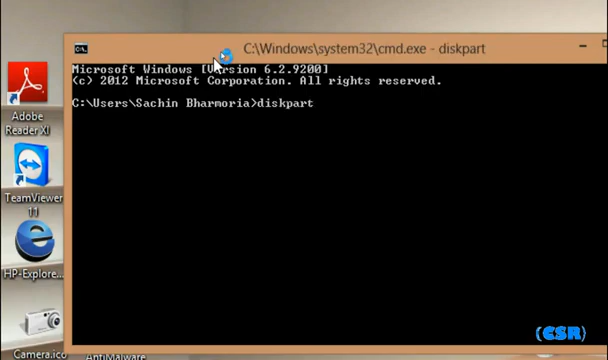 C:\Windows\system32\cmd.exe - diskpart
Microsoft Windows [Version 6.2.9200]
(c) 2012 Microsoft Corporation. All rights reserved.
C:\Users\Sachin Bharmoria>diskpart
Adobe
Reader XI
TeamViewer
11
HP-Explore...
Camera.ico
AntiMalware
(CSR)